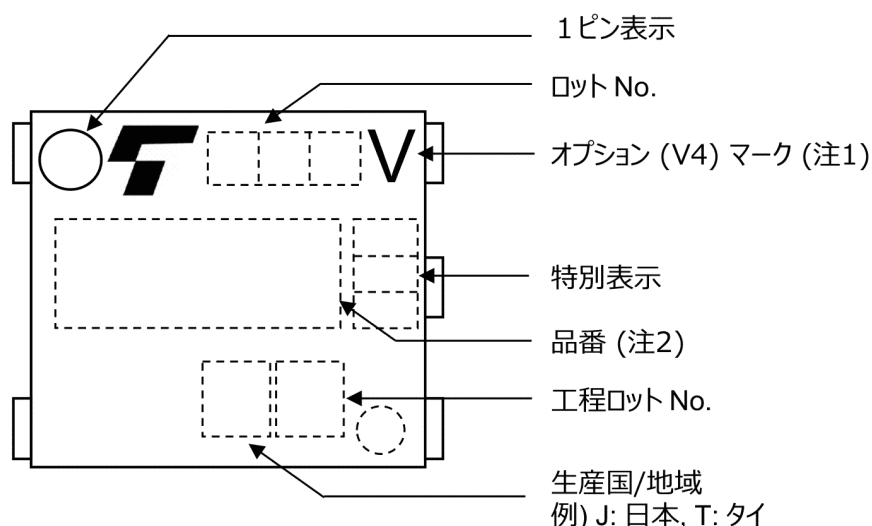 １ピン表示
ロット No.
V
オプション (V4) マーク (注1)
特別表示
品番 (注2)
工程ロット No.
生産国/地域
例) J: 日本, T: タイ